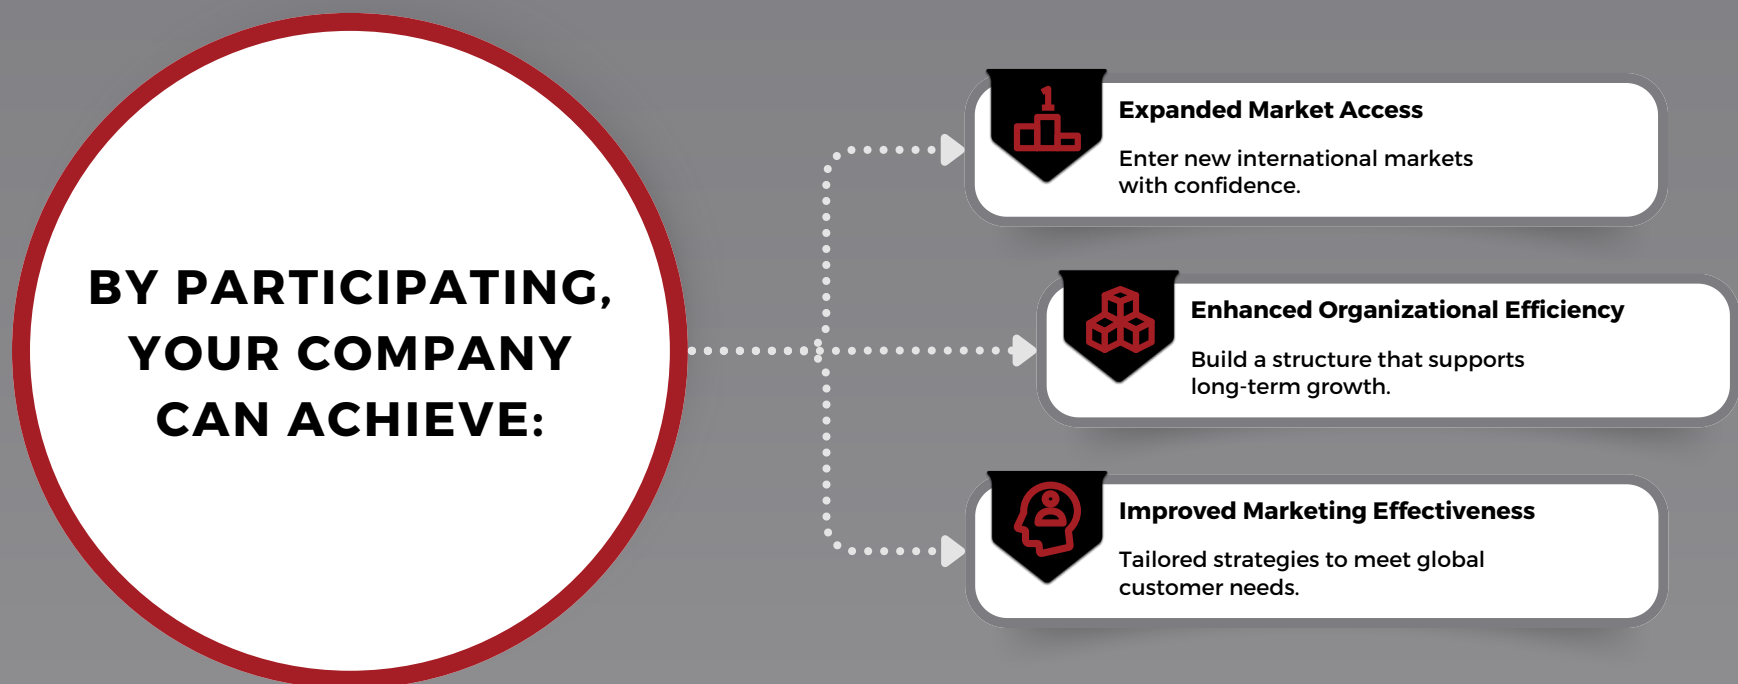 BY PARTICIPATING,
YOUR COMPANY
CAN ACHIEVE:
1
Expanded Market Access
Enter new international markets
with confidence.
Enhanced Organizational Efficiency
Build a structure that supports
long-term growth.
Improved Marketing Effectiveness
Tailored strategies to meet global
customer needs.